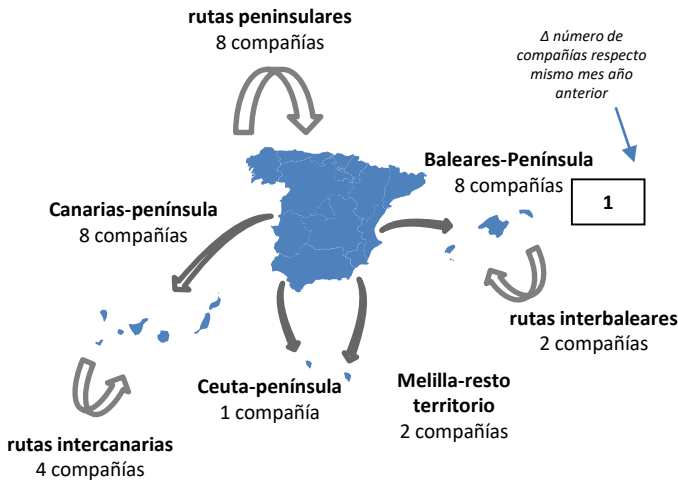 rutas peninsulares
8 compañías
Δ número de
compañías respecto
mismo mes año
anterior
Baleares-Península
8 compañías
1
Canarias-península
8 compañías
rutas interbaleares
2 compañías
Ceuta-península
1 compañía
Melilla-resto
territorio
2 compañías
rutas intercanarias
4 compañías